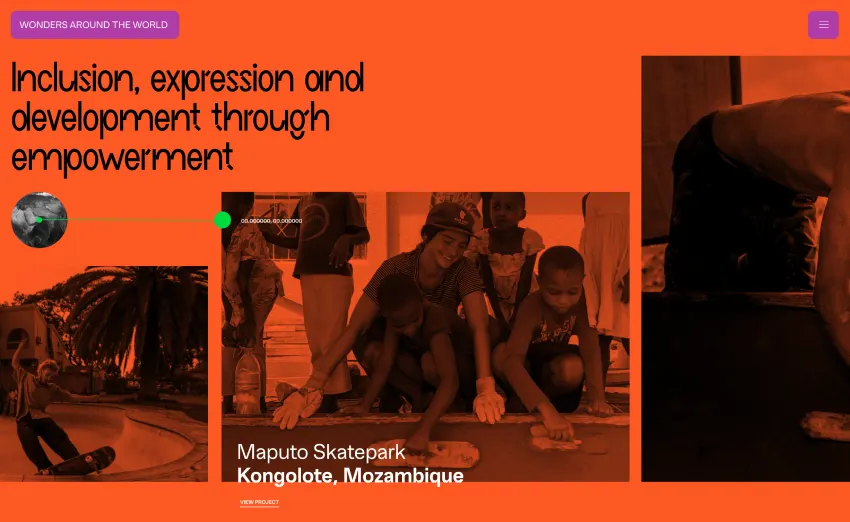 WONDERS AROUND THE WORLD
Inclusion, expression and
development through
empowerment
00.000000, 00.000000
Maputo Skatepark
Kongolote, Mozambique
VIEW PROJECT